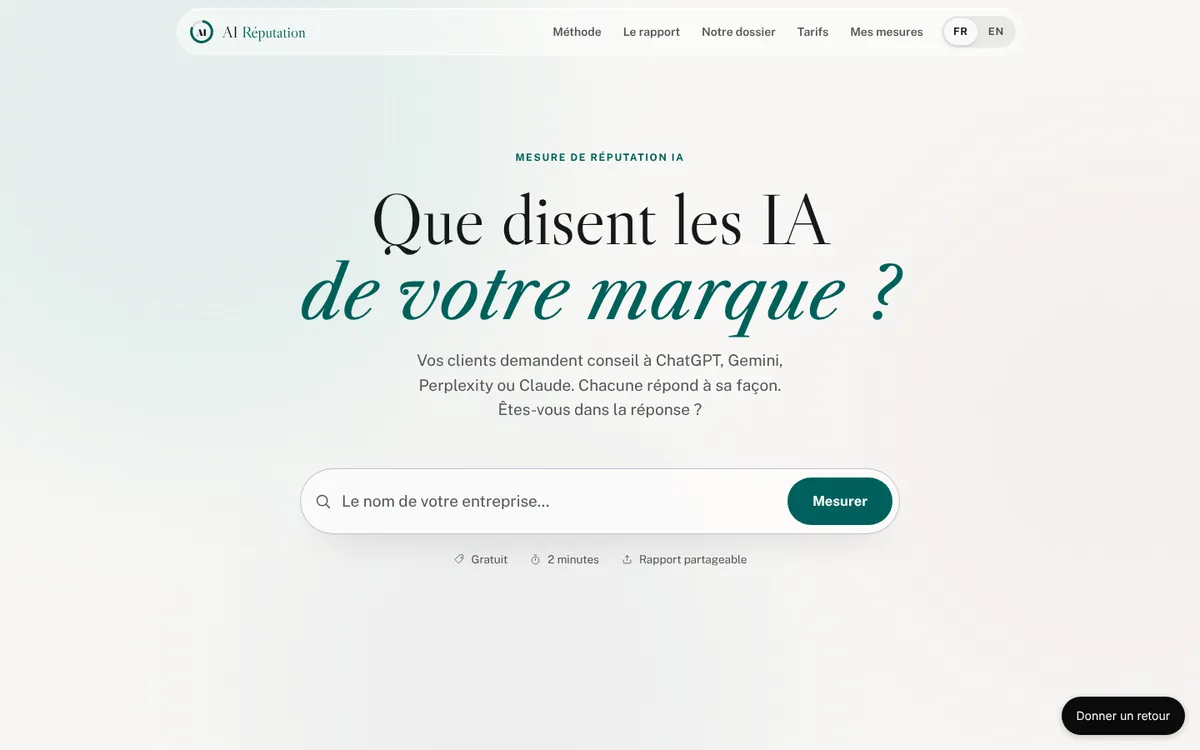 AI AI Réputation
Méthode Le rapport Notre dossier Tarifs Mes mesures FR EN
MESURE DE RÉPUTATION IA
Que disent les IA
de votre marque ?
Vos clients demandent conseil à ChatGPT, Gemini,
Perplexity ou Claude. Chacune répond à sa façon.
Êtes-vous dans la réponse ?
Le nom de votre entreprise...
Mesurer
Gratuit 2 minutes Rapport partageable
Donner un retour